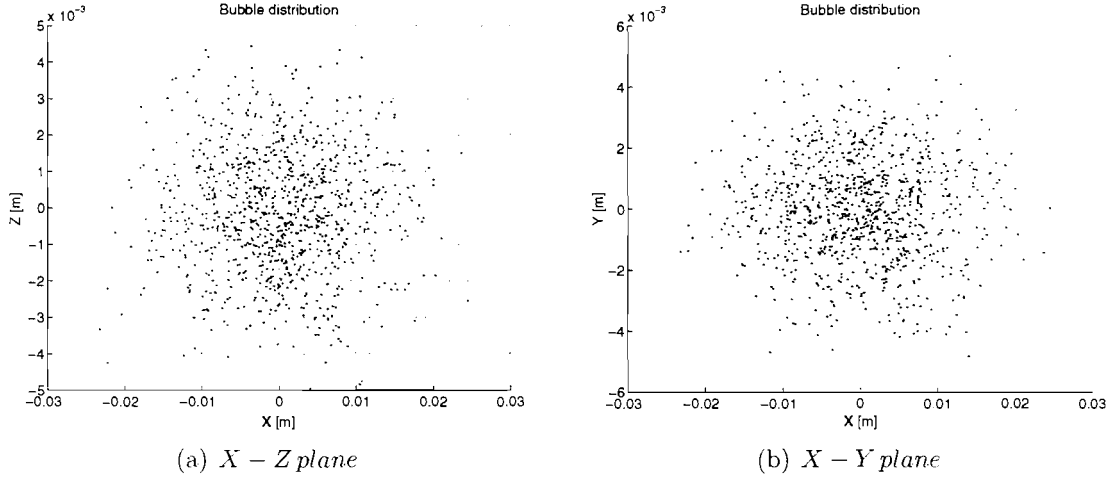 × 10⁻³
Bubble distribution
5
4
3
2
1
0
−1
−2
−3
−4
−5
Z [m]
−0.03 −0.02 −0.01 0 0.01 0.02 0.03
X [m]
(a) X − Z plane
× 10⁻³
Bubble distribution
6
4
2
0
−2
−4
−6
Y [m]
−0.03 −0.02 −0.01 0 0.01 0.02 0.03
X [m]
(b) X − Y plane